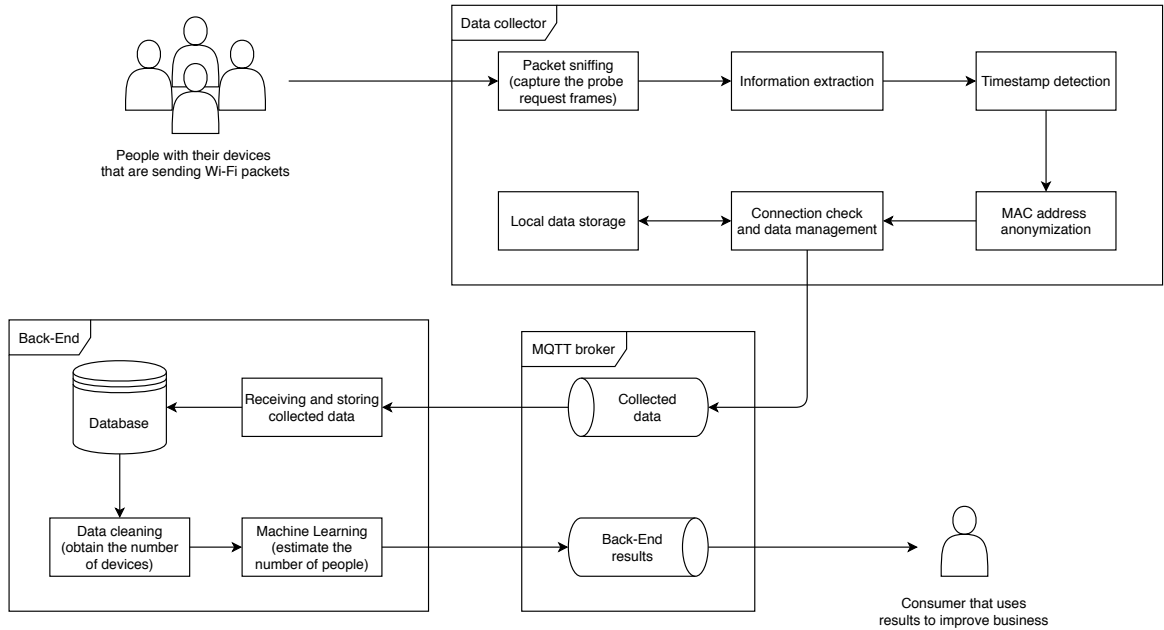 Data collector
Packet sniffing
(capture the probe
request frames)
Information extraction
Timestamp detection
People with their devices
that are sending Wi-Fi packets
Local data storage
Connection check
and data management
MAC address
anonymization
Back-End
MQTT broker
Database
Receiving and storing
collected data
Collected
data
Data cleaning
(obtain the number
of devices)
Machine Learning
(estimate the
number of people)
Back-End
results
Consumer that uses
results to improve business